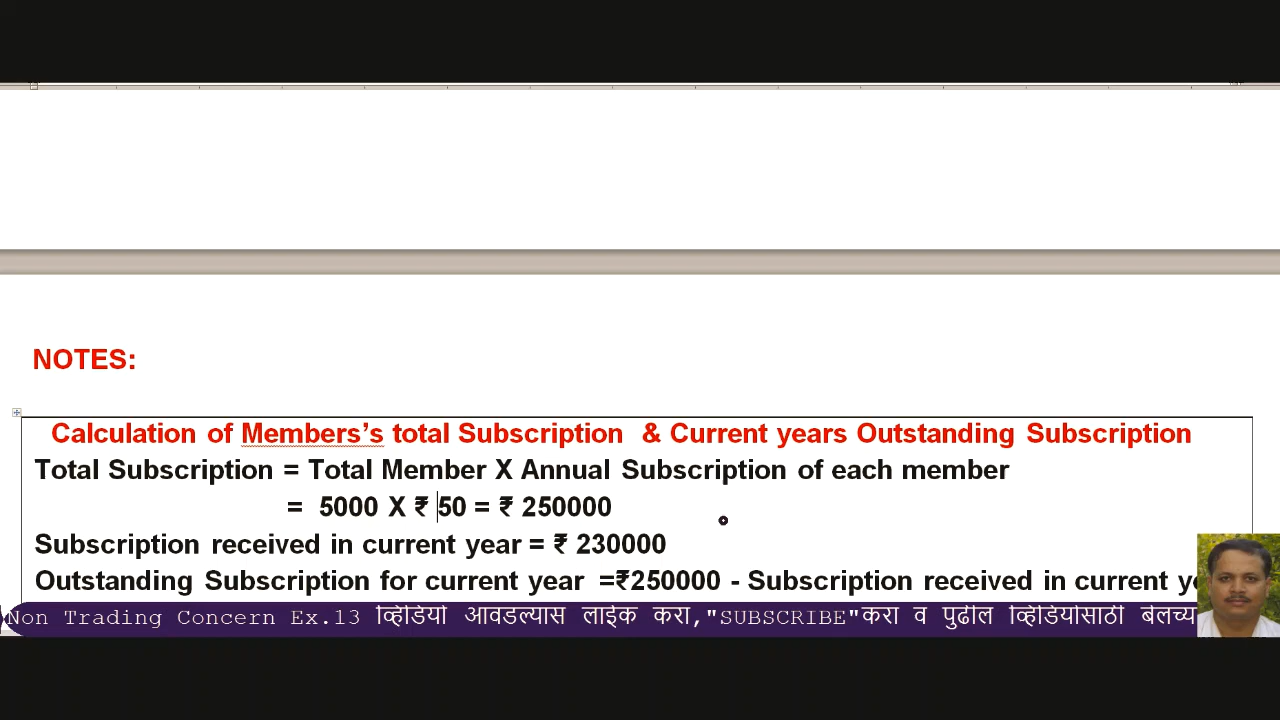 NOTES:
Calculation of Members’s total Subscription & Current years Outstanding Subscription
Total Subscription = Total Member X Annual Subscription of each member
= 5000 X ₹ 50 = ₹ 250000
Subscription received in current year = ₹ 230000
Outstanding Subscription for current year =₹250000 - Subscription received in current
Non Trading Concern Ex.13 व्हिडियो आवडल्यास लाईक करा,"SUBSCRIBE"करा व पुढील व्हिडियोसाठी